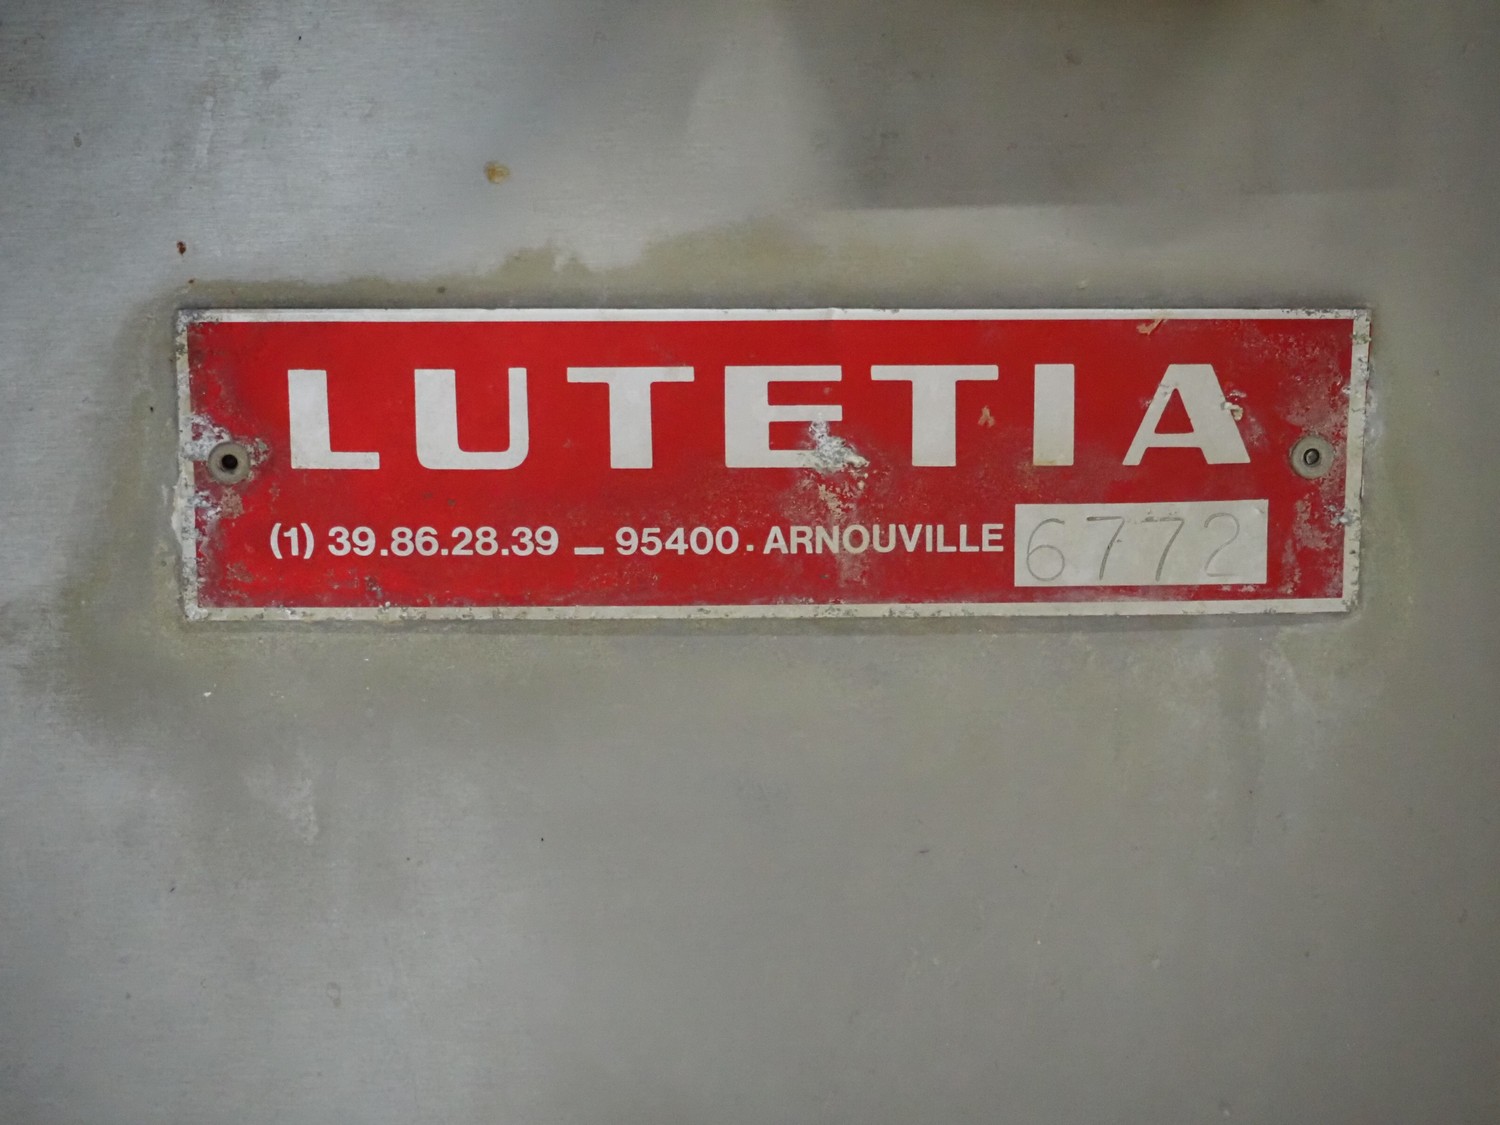 LUTETIA
(1) 39.86.28.39 _ 95400. ARNOUVILLE 6772